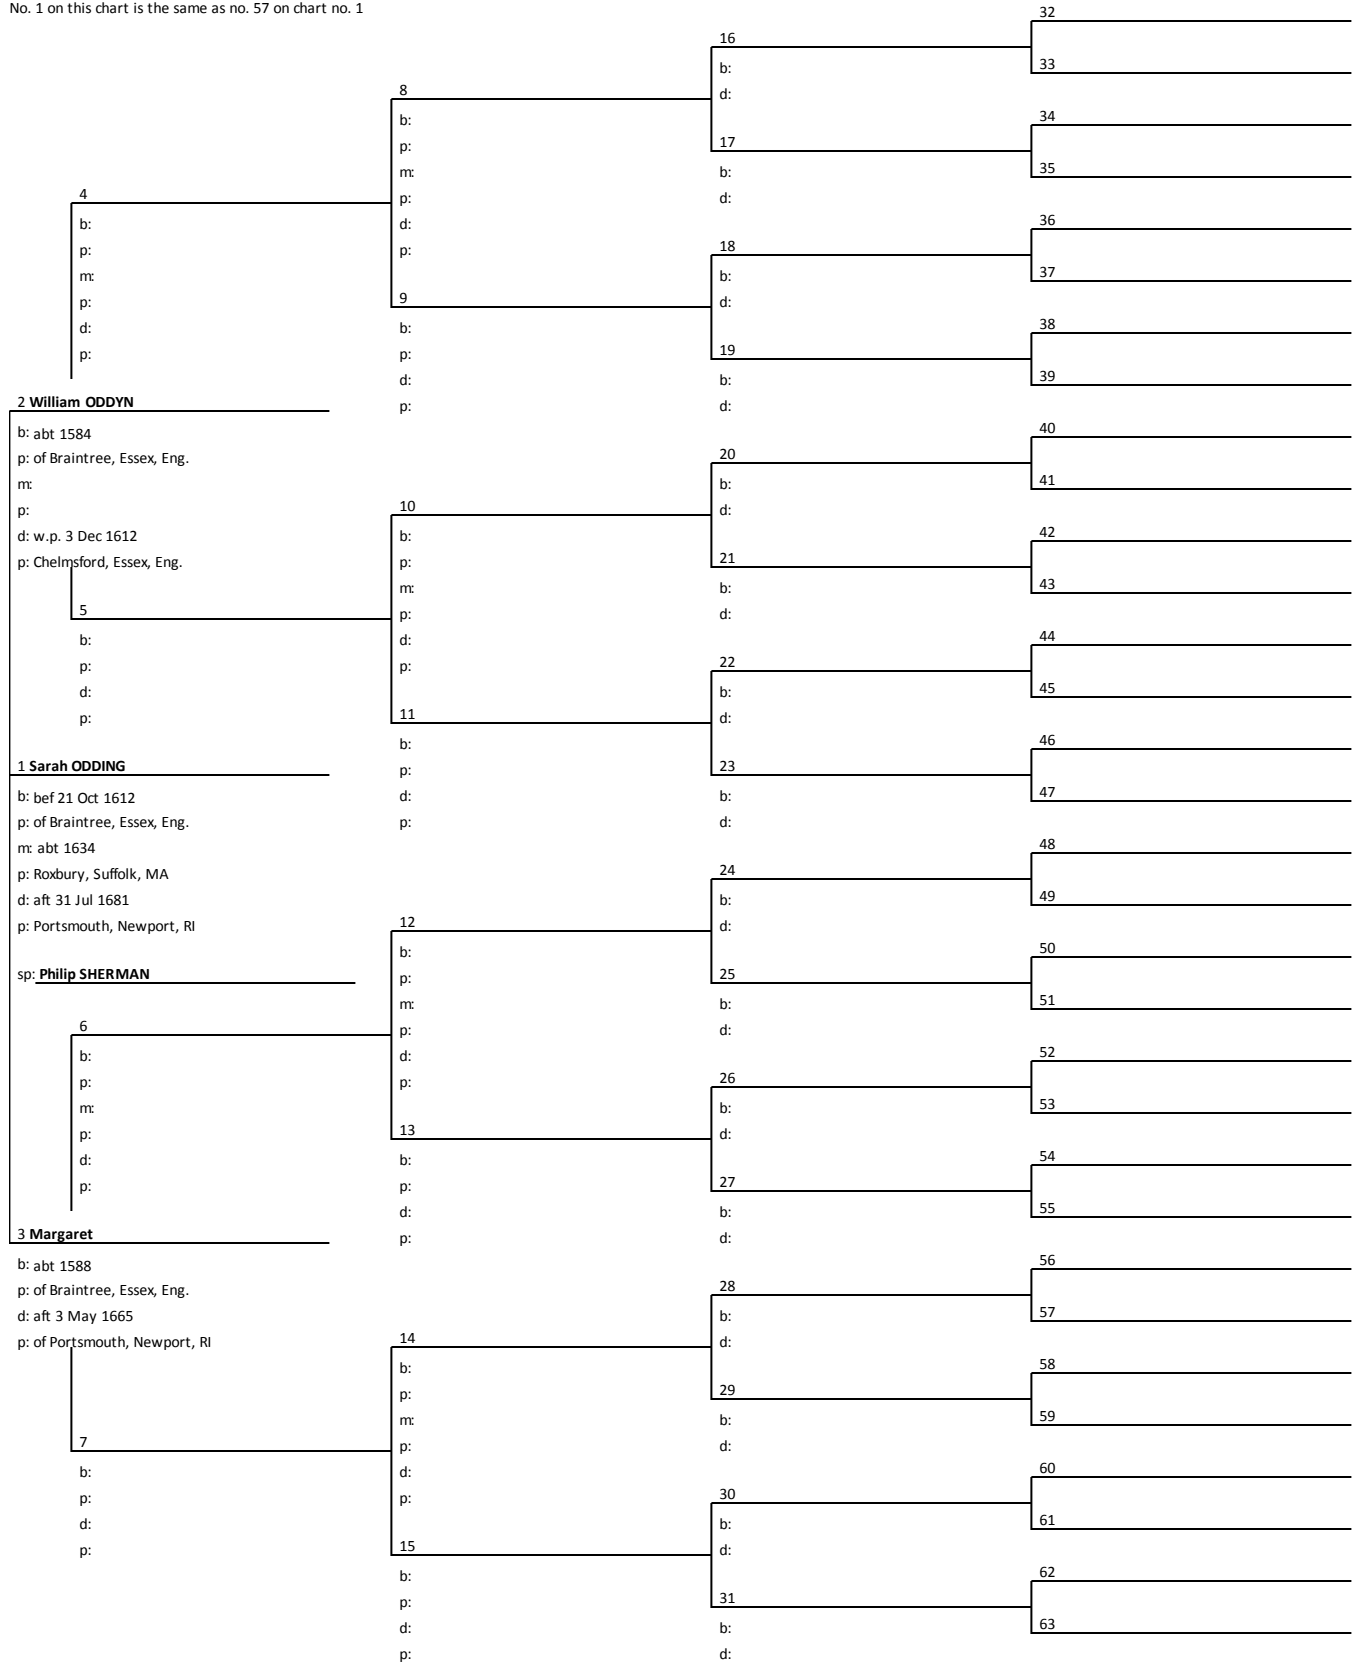 No. 1 on this chart is the same as no. 57 on chart no. 1
4
b:
p:
m:
p:
d:
p:
2 William ODDYN
b: abt 1584
p: of Braintree, Essex, Eng.
m:
p:
d: w.p. 3 Dec 1612
p: Chelmsford, Essex, Eng.
5
b:
p:
d:
p:
1 Sarah ODDING
b: bef 21 Oct 1612
p: of Braintree, Essex, Eng.
m: abt 1634
p: Roxbury, Suffolk, MA
d: aft 31 Jul 1681
p: Portsmouth, Newport, RI
sp: Philip SHERMAN
6
b:
p:
m:
p:
d:
p:
3 Margaret
b: abt 1588
p: of Braintree, Essex, Eng.
d: aft 3 May 1665
p: of Portsmouth, Newport, RI
7
b:
p:
d:
p:
8
b:
p:
m:
p:
d:
p:
9
b:
p:
d:
p:
10
b:
p:
m:
p:
d:
p:
11
b:
p:
d:
p:
12
b:
p:
m:
p:
d:
p:
13
b:
p:
d:
p:
14
b:
p:
m:
p:
d:
p:
15
b:
p:
d:
p:
16
b:
d:
17
b:
d:
18
b:
d:
19
b:
d:
20
b:
d:
21
b:
d:
22
b:
d:
23
b:
d:
24
b:
d:
25
b:
d:
26
b:
d:
27
b:
d:
28
b:
d:
29
b:
d:
30
b:
d:
31
b:
d:
32
33
34
35
36
37
38
39
40
41
42
43
44
45
46
47
48
49
50
51
52
53
54
55
56
57
58
59
60
61
62
63